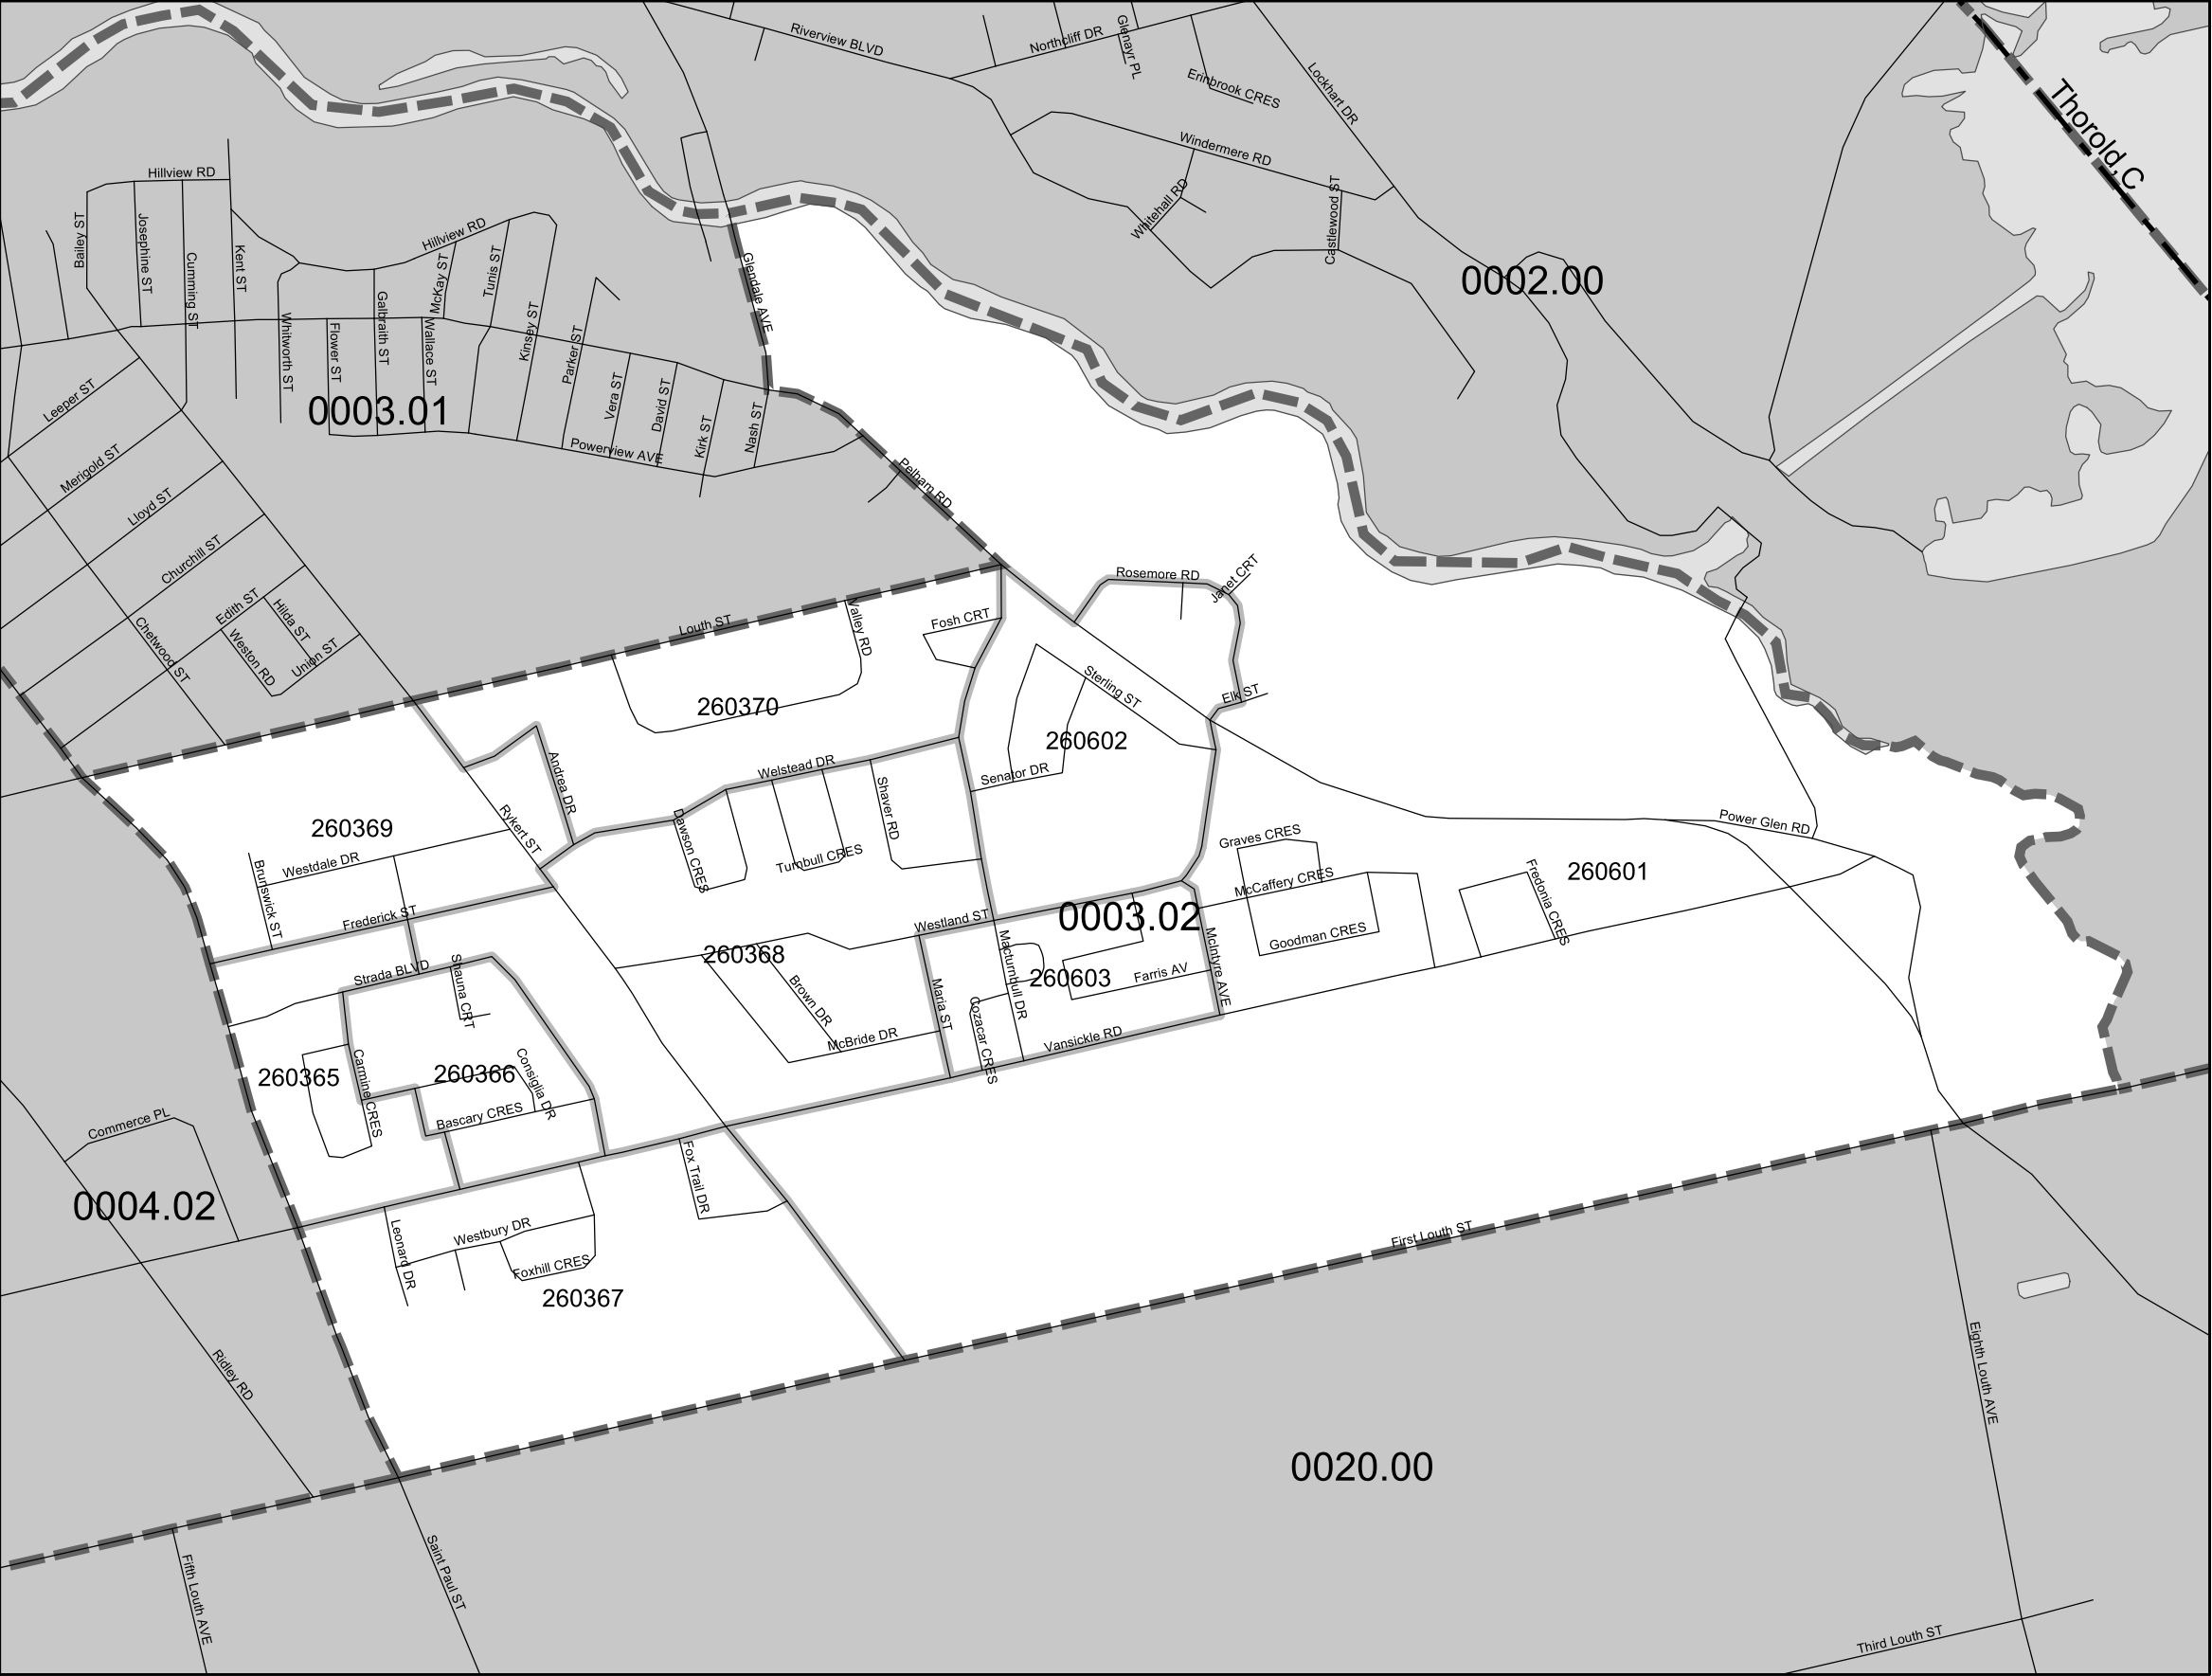 Riverview BLVD
Northcliff DR
Glenayr PL
Erinbrook CRES
Lockhart DR
Thorold,C
Windermere RD
Whitehall RD
Castlewood ST
0002.00
Hillview RD
Bailey ST
Josephine ST
Cumming ST
Kent ST
Hillview RD
McKay ST
Tunis ST
Glendale AVE
Whitworth ST
Flower ST
Galbraith ST
Wallace ST
Kinsey ST
Parker ST
Vera ST
David ST
Kirk ST
Nash ST
Leeper ST
0003.01
Merigold ST
Powerview AVE
Pelham RD
Lloyd ST
Churchill ST
Edith ST
Hilda ST
Weston RD
Union ST
Chetwood ST
Louth ST
Valley RD
Fosh CRT
Rosemore RD
Janet CRT
Sterling ST
Elk ST
260370
260602
Senator DR
Andrea DR
Welstead DR
Shaver RD
Dawson CRES
Turnbull CRES
Rykert ST
260369
Westdale DR
Brunswick ST
Frederick ST
Graves CRES
McCaffery CRES
Goodman CRES
Fredonia CRES
260601
Power Glen RD
Westland ST
0003.02
260368
Macturnbull DR
260603
Farris AV
McIntyre AVE
Strada BLVD
Shauna CRT
Brown DR
McBride DR
Maria ST
Cozacar CRES
Vansickle RD
260365
Carmine CRES
260366
Consiglia DR
Bascary CRES
Commerce PL
0004.02
Fox Trail DR
Leonard DR
Westbury DR
Foxhill CRES
260367
First Louth ST
Ridley RD
Eighth Louth AVE
0020.00
Saint Paul ST
Fifth Louth AVE
Third Louth ST